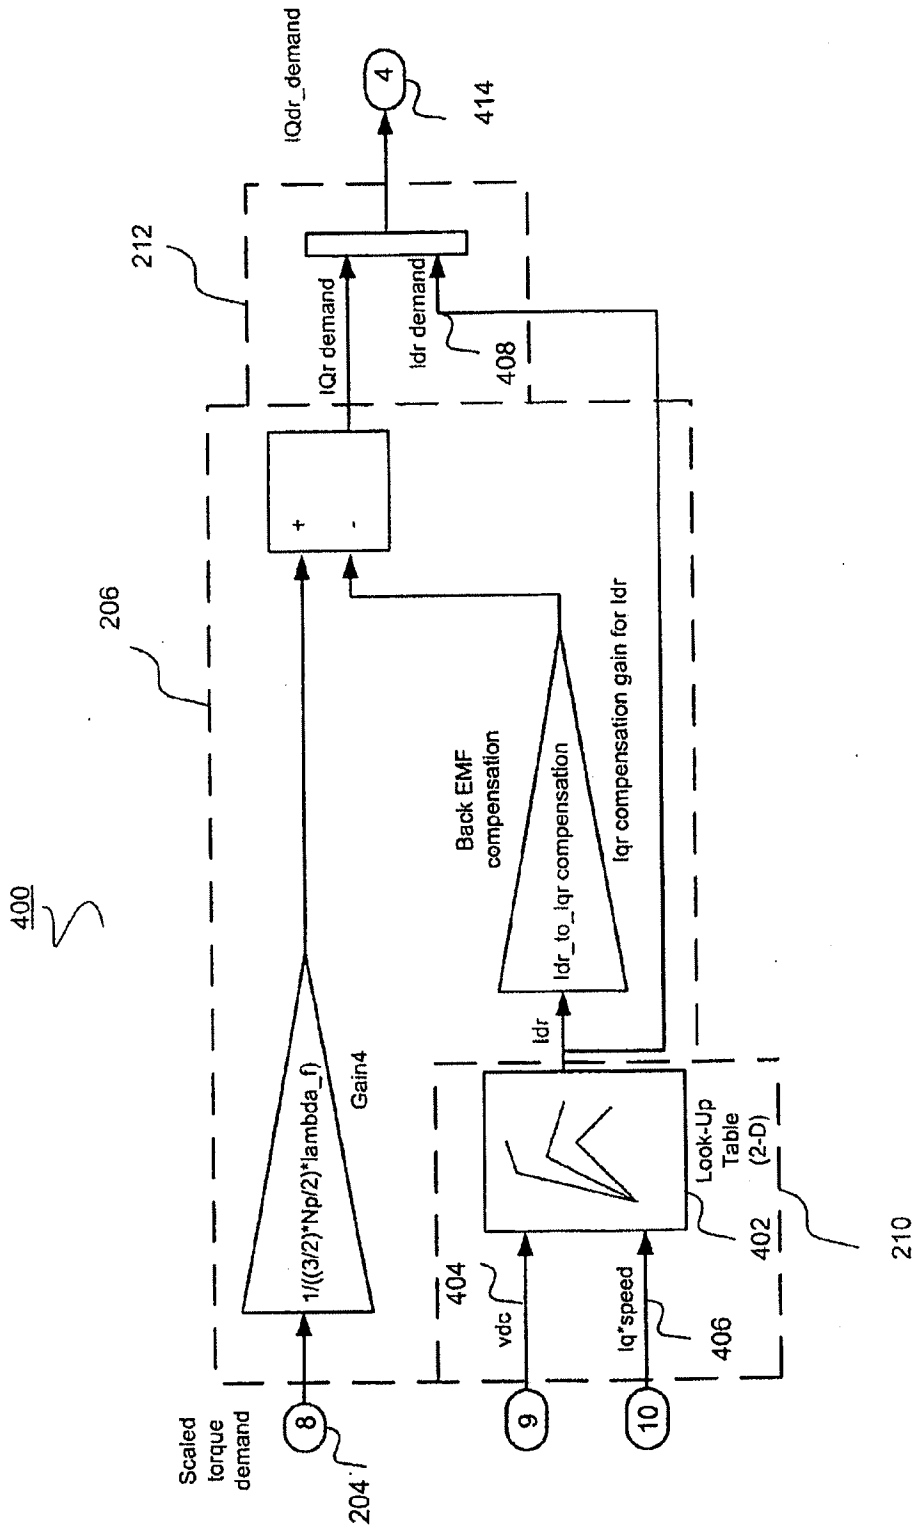 400
Scaled
torque
demand
8
204
1/((3/2)*Np/2)*lambda_f)
Gain4
206
+
-
212
IQr demand
IQdr_demand
4
414
Idr demand
408
9
vdc
404
10
Iq*speed
406
Look-Up
Table
(2-D)
402
210
Idr
Back EMF
compensation
Idr_to_Iqr compensation
Iqr compensation gain for Idr